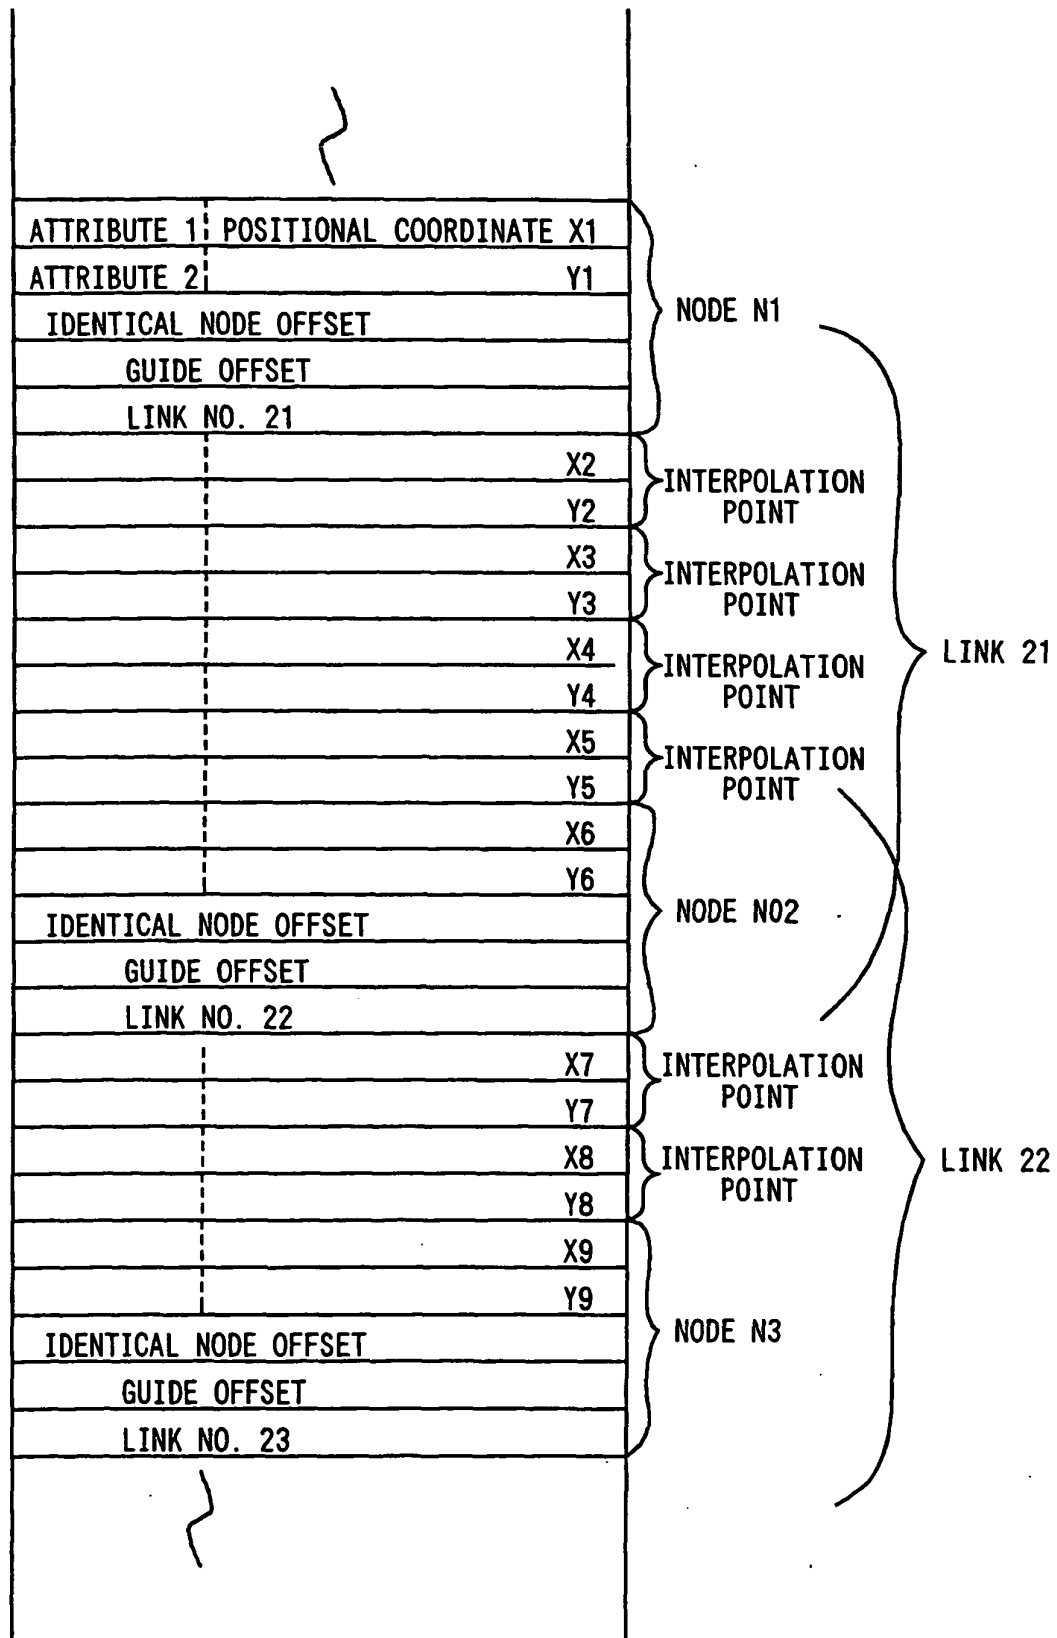 ATTRIBUTE 1 POSITIONAL COORDINATE X1
ATTRIBUTE 2 Y1
IDENTICAL NODE OFFSET
NODE N1
GUIDE OFFSET
LINK NO. 21
X2
INTERPOLATION
POINT
Y2
X3
INTERPOLATION
POINT
Y3
X4
LINK 21
INTERPOLATION
POINT
Y4
X5
INTERPOLATION
POINT
Y5
X6
Y6
IDENTICAL NODE OFFSET
NODE N02
GUIDE OFFSET
LINK NO. 22
X7
INTERPOLATION
POINT
Y7
X8
INTERPOLATION
POINT
LINK 22
Y8
X9
Y9
IDENTICAL NODE OFFSET
NODE N3
GUIDE OFFSET
LINK NO. 23